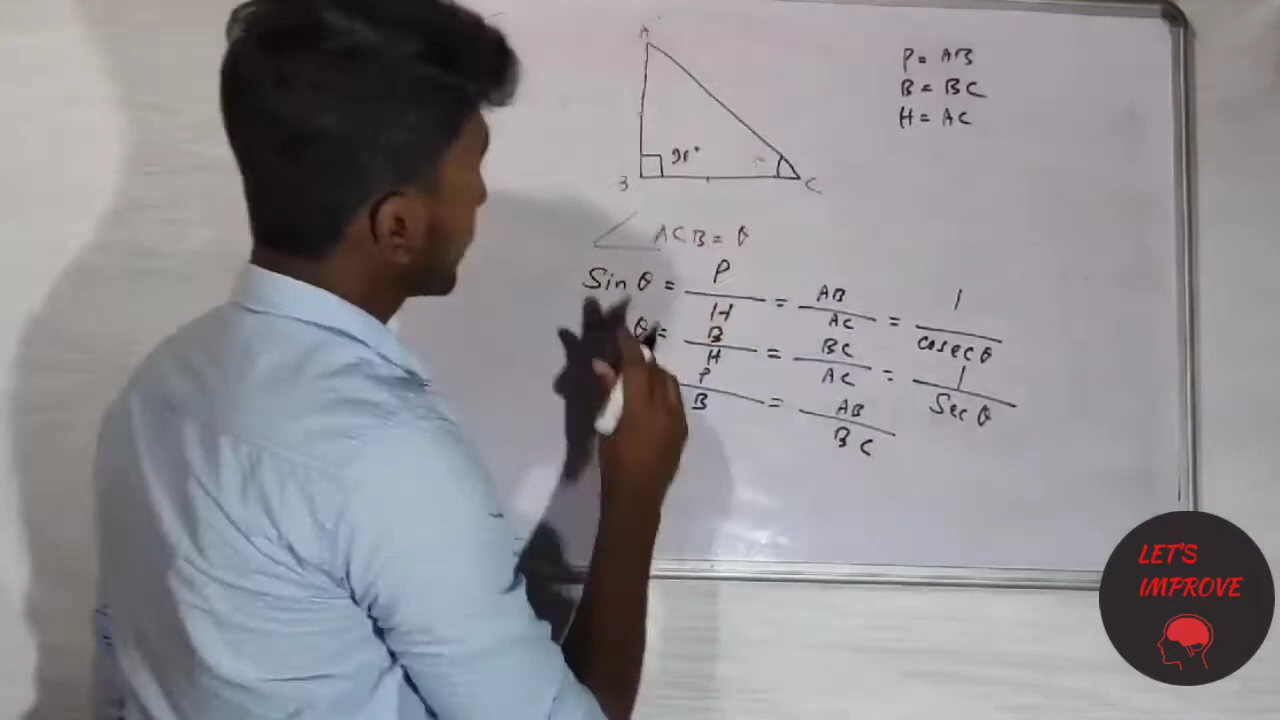 A
90°
B
C
P = AB
B = BC
H = AC
∠ ACB = θ
Sin θ = P/H = AB/AC = 1/cosec θ
θ = B/H = BC/AC = 1/Sec θ
P/B = AB/BC
LET'S
IMPROVE